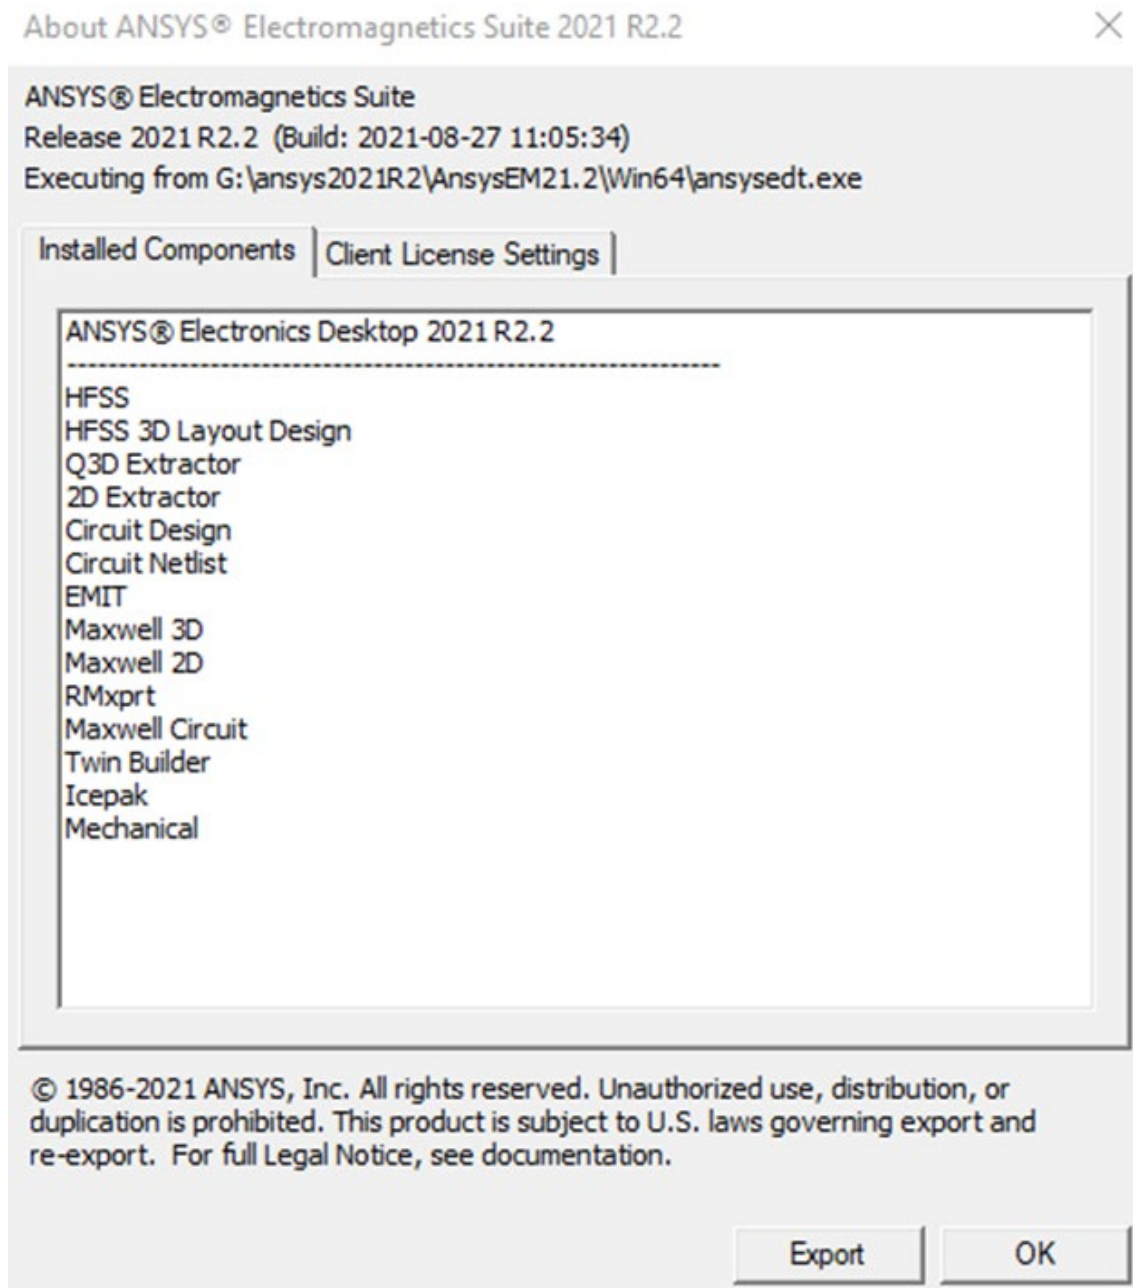 About ANSYS® Electromagnetics Suite 2021 R2.2
ANSYS® Electromagnetics Suite
Release 2021 R2.2 (Build: 2021-08-27 11:05:34)
Executing from G:\ansys2021R2\AnsysEM21.2\Win64\ansysedt.exe
Installed Components
Client License Settings
ANSYS® Electronics Desktop 2021 R2.2
----------------------------------------------------------------
HFSS
HFSS 3D Layout Design
Q3D Extractor
2D Extractor
Circuit Design
Circuit Netlist
EMIT
Maxwell 3D
Maxwell 2D
RMxprt
Maxwell Circuit
Twin Builder
Icepak
Mechanical
© 1986-2021 ANSYS, Inc. All rights reserved. Unauthorized use, distribution, or
duplication is prohibited. This product is subject to U.S. laws governing export and
re-export. For full Legal Notice, see documentation.
Export
OK